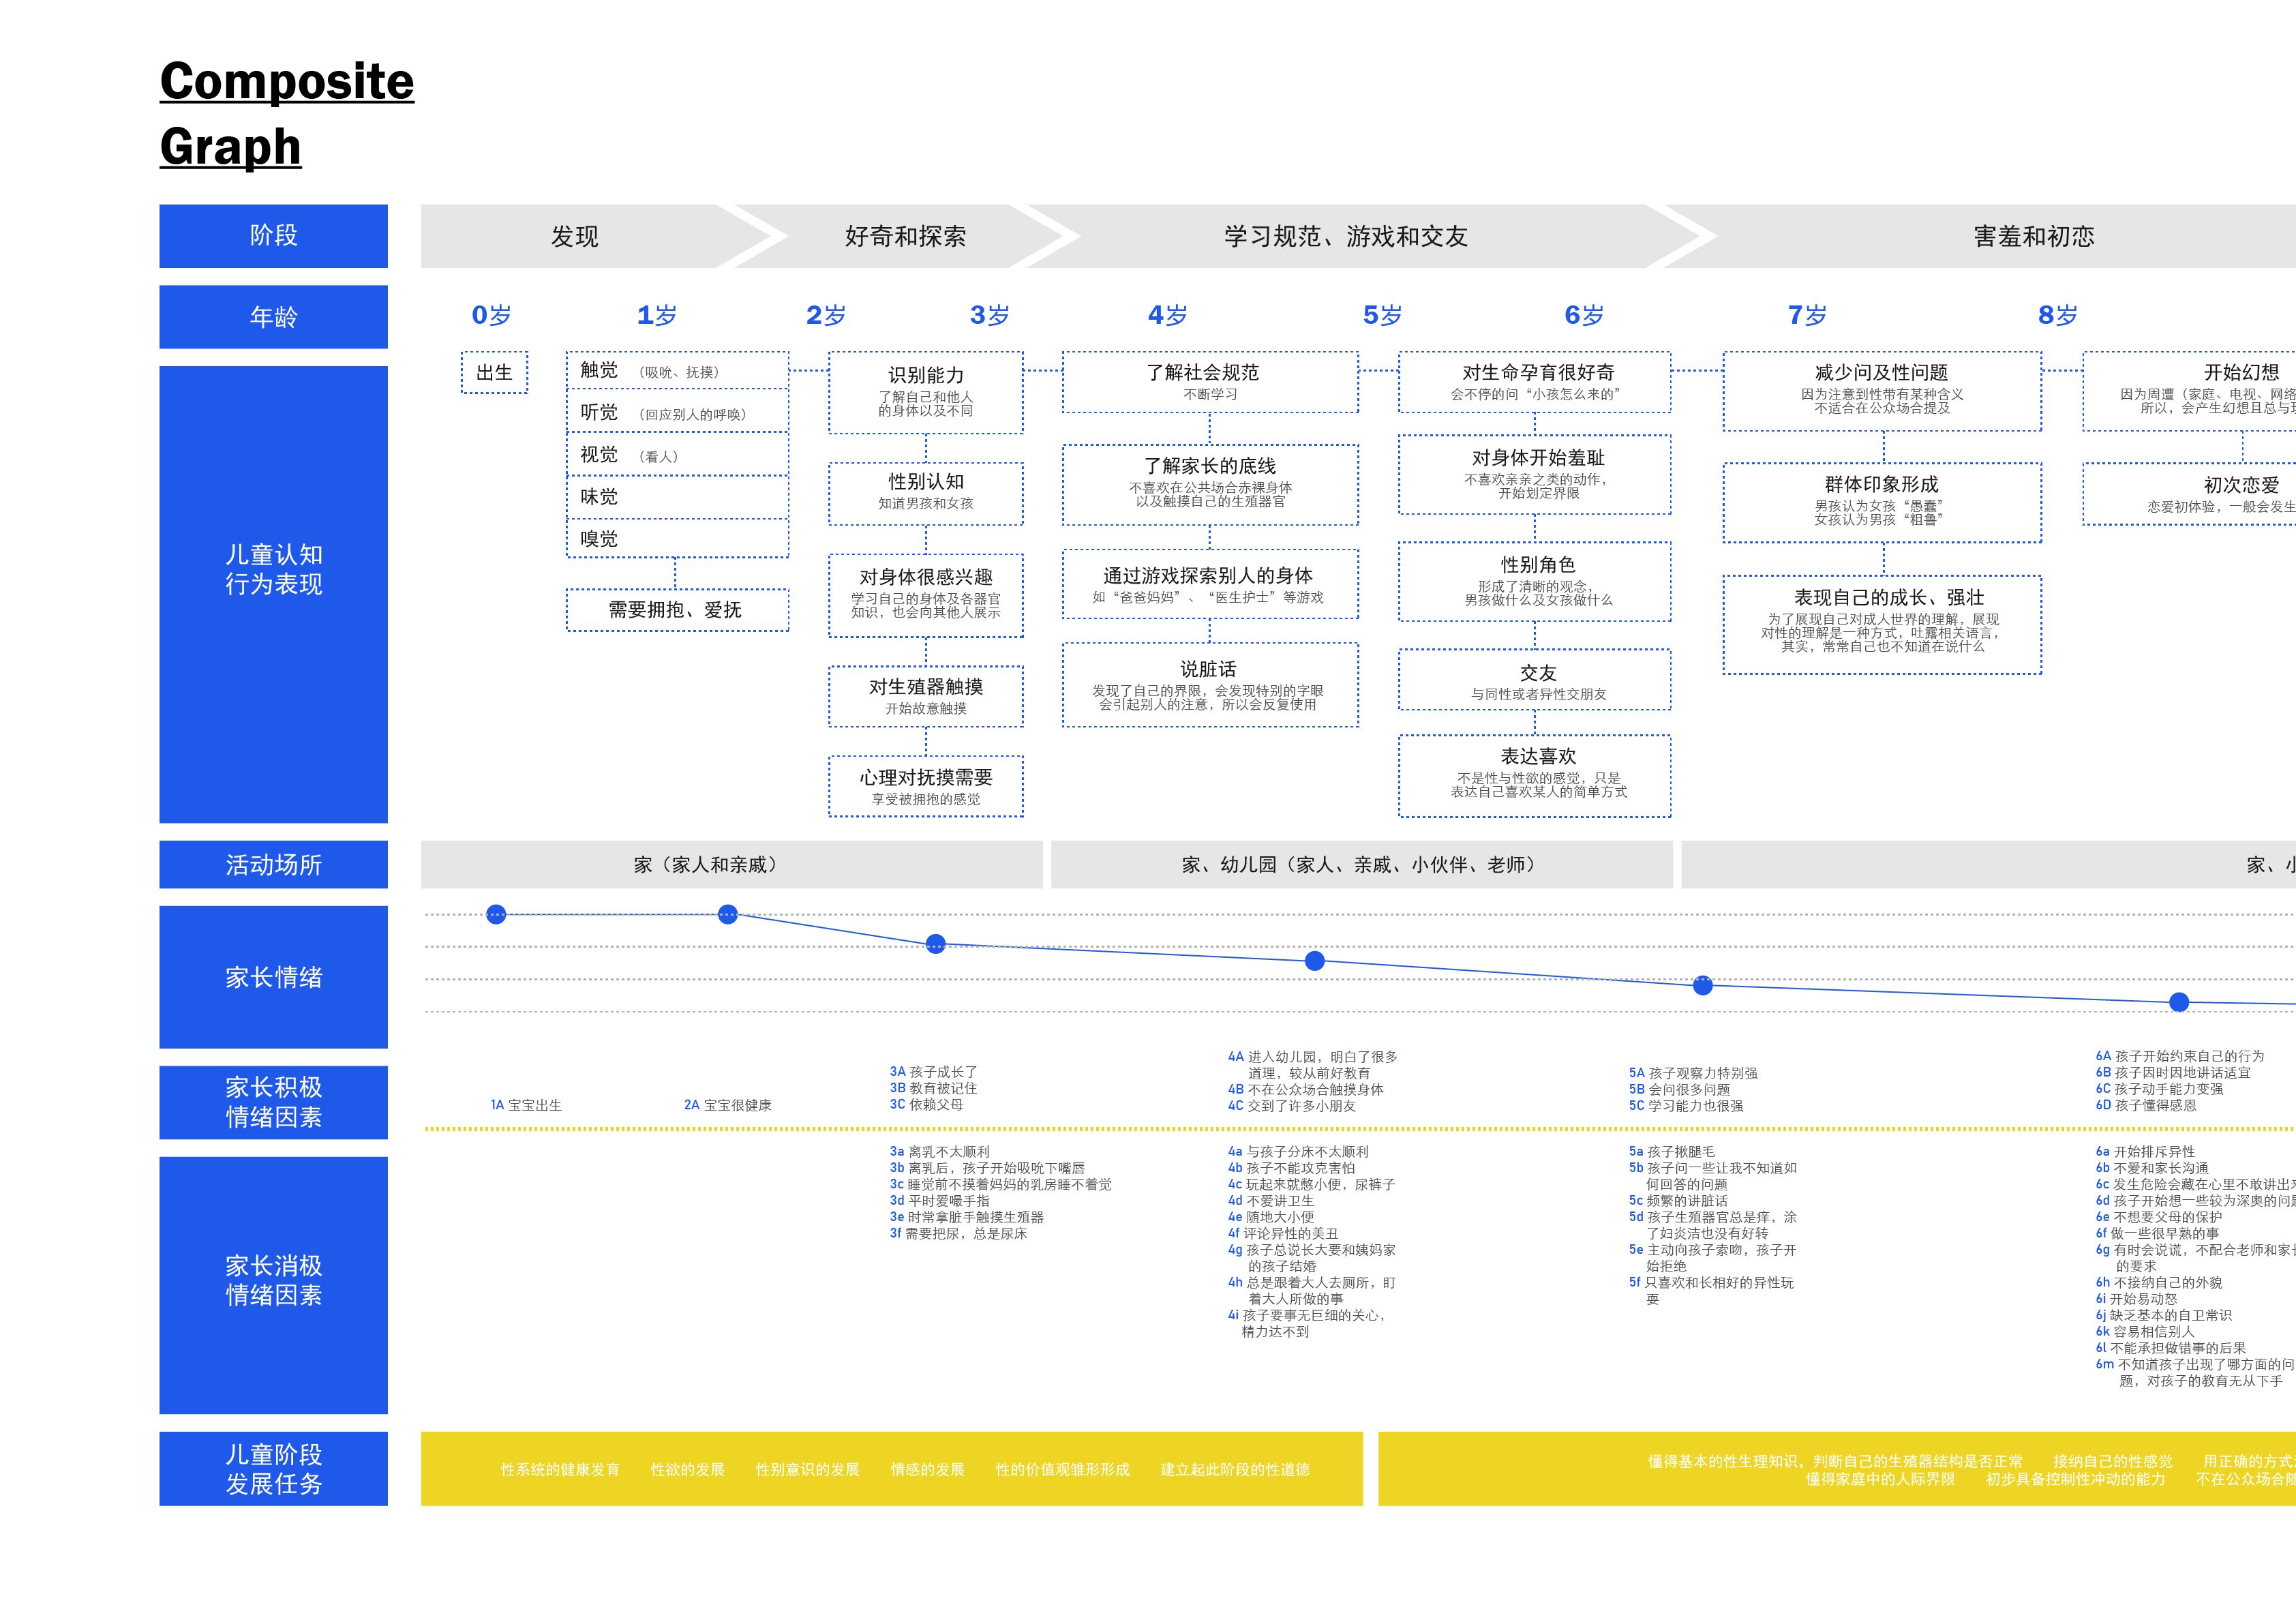 Composite
Graph
阶段
发现
好奇和探索
学习规范、游戏和交友
害羞和初恋
年龄
0岁
1岁
2岁
3岁
4岁
5岁
6岁
7岁
8岁
儿童认知
行为表现
出生
触觉 （吸吮、抚摸）
听觉 （回应别人的呼唤）
视觉 （看人）
味觉
嗅觉
需要拥抱、爱抚
识别能力
了解自己和他人
的身体以及不同
性别认知
知道男孩和女孩
对身体很感兴趣
学习自己的身体及各器官
知识，也会向其他人展示
对生殖器触摸
开始故意触摸
心理对抚摸需要
享受被拥抱的感觉
了解社会规范
不断学习
了解家长的底线
不喜欢在公共场合赤裸身体
以及触摸自己的生殖器官
通过游戏探索别人的身体
如“爸爸妈妈”、“医生护士”等游戏
说脏话
发现了自己的界限，会发现特别的字眼
会引起别人的注意，所以会反复使用
对生命孕育很好奇
会不停的问“小孩怎么来的”
对身体开始羞耻
不喜欢亲亲之类的动作，
开始划定界限
性别角色
形成了清晰的观念，
男孩做什么及女孩做什么
交友
与同性或者异性交朋友
表达喜欢
不是性与性欲的感觉，只是
表达自己喜欢某人的简单方式
减少问及性问题
因为注意到性带有某种含义
不适合在公众场合提及
群体印象形成
男孩认为女孩“愚蠢”
女孩认为男孩“粗鲁”
表现自己的成长、强壮
为了展现自己对成人世界的理解，展现
对性的理解是一种方式，吐露相关语言，
其实，常常自己也不知道在说什么
开始幻想
因为周遭（家庭、电视、网络
所以，会产生幻想且总与
初次恋爱
恋爱初体验，一般会发生
活动场所
家（家人和亲戚）
家、幼儿园（家人、亲戚、小伙伴、老师）
家、小
家长情绪
家长积极
情绪因素
1A 宝宝出生
2A 宝宝很健康
3A 孩子成长了
3B 教育被记住
3C 依赖父母
4A 进入幼儿园，明白了很多
道理，较从前好教育
4B 不在公众场合触摸身体
4C 交到了许多小朋友
5A 孩子观察力特别强
5B 会问很多问题
5C 学习能力也很强
6A 孩子开始约束自己的行为
6B 孩子因时因地讲话适宜
6C 孩子动手能力变强
6D 孩子懂得感恩
家长消极
情绪因素
3a 离乳不太顺利
3b 离乳后，孩子开始吸吮下嘴唇
3c 睡觉前不摸着妈妈的乳房睡不着觉
3d 平时爱嘬手指
3e 时常拿脏手触摸生殖器
3f 需要把尿，总是尿床
4a 与孩子分床不太顺利
4b 孩子不能攻克害怕
4c 玩起来就憋小便，尿裤子
4d 不爱讲卫生
4e 随地大小便
4f 评论异性的美丑
4g 孩子总说长大要和姨妈家
的孩子结婚
4h 总是跟着大人去厕所，盯
着大人所做的事
4i 孩子要事无巨细的关心，
精力达不到
5a 孩子揪腿毛
5b 孩子问一些让我不知道如
何回答的问题
5c 频繁的讲脏话
5d 孩子生殖器官总是痒，涂
了妇炎洁也没有好转
5e 主动向孩子索吻，孩子开
始拒绝
5f 只喜欢和长相好的异性玩
耍
6a 开始排斥异性
6b 不爱和家长沟通
6c 发生危险会藏在心里不敢讲出来
6d 孩子开始想一些较为深奥的问题
6e 不想要父母的保护
6f 做一些很早熟的事
6g 有时会说谎，不配合老师和家长
的要求
6h 不接纳自己的外貌
6i 开始易动怒
6j 缺乏基本的自卫常识
6k 容易相信别人
6l 不能承担做错事的后果
6m 不知道孩子出现了哪方面的问
题，对孩子的教育无从下手
儿童阶段
发展任务
性系统的健康发育 性欲的发展 性别意识的发展 情感的发展 性的价值观雏形形成 建立起此阶段的性道德
懂得基本的性生理知识，判断自己的生殖器结构是否正常 接纳自己的性感觉 用正确的方式
懂得家庭中的人际界限 初步具备控制性冲动的能力 不在公众场合随